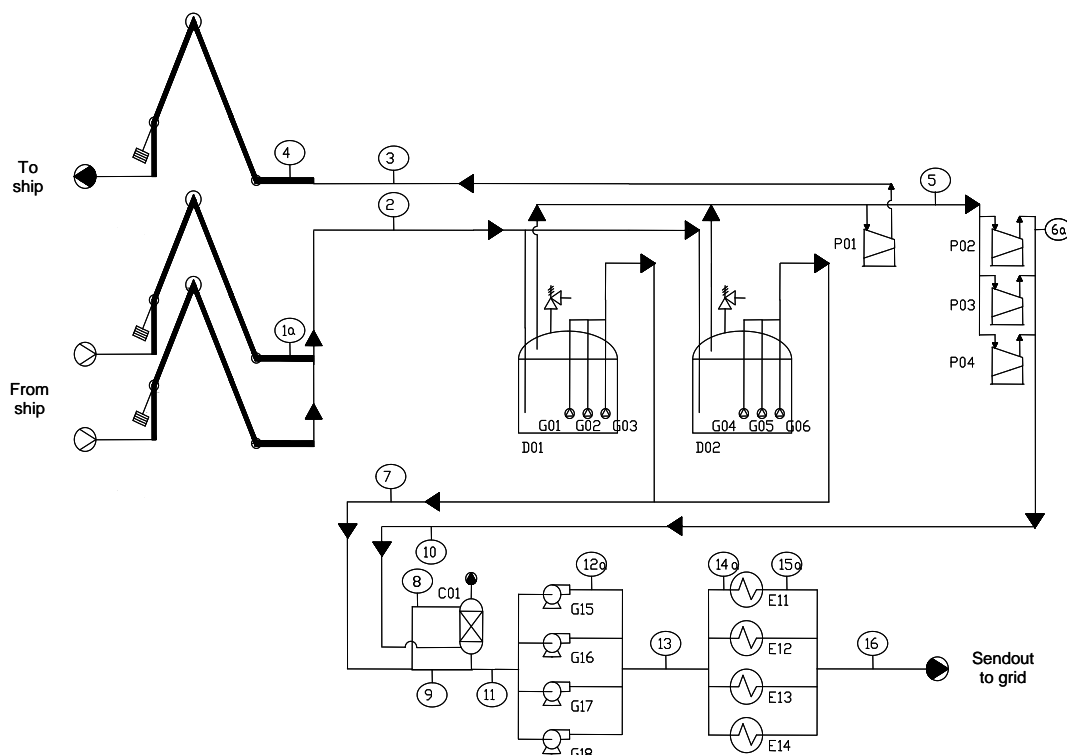 To
ship
4
3
2
5
6a
P01
P02
P03
P04
1a
From
ship
G01 G02 G03
D01
G04 G05 G06
D02
7
10
8
C01
9
11
12a
G15
G16
G17
G18
13
14a
15a
E11
E12
E13
E14
16
Sendout
to grid